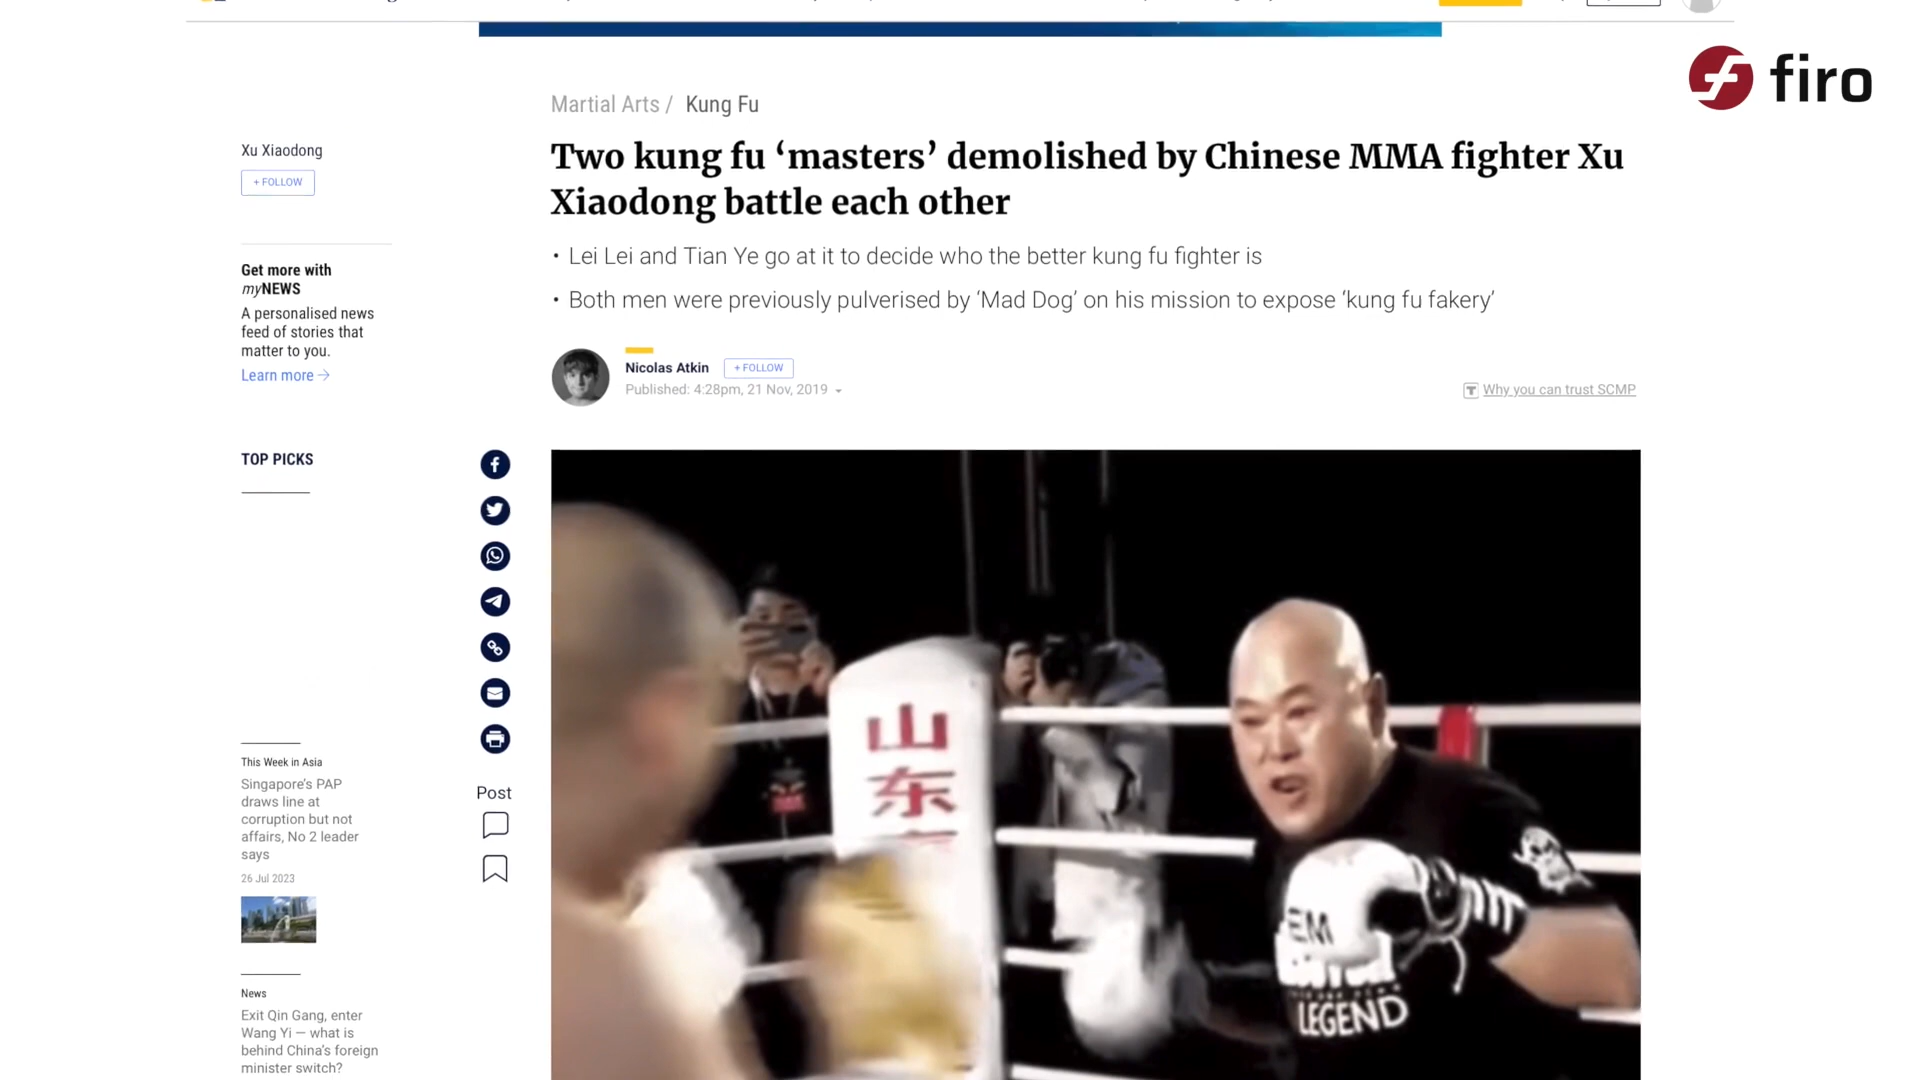 firo
Martial Arts / Kung Fu
Two kung fu ‘masters’ demolished by Chinese MMA fighter Xu
Xiaodong battle each other
• Lei Lei and Tian Ye go at it to decide who the better kung fu fighter is
• Both men were previously pulverised by ‘Mad Dog’ on his mission to expose ‘kung fu fakery’
Nicolas Atkin
+ FOLLOW
Published: 4:28pm, 21 Nov, 2019
Why you can trust SCMP
Xu Xiaodong
+ FOLLOW
Get more with
myNEWS
A personalised news
feed of stories that
matter to you.
Learn more →
TOP PICKS
This Week in Asia
Singapore’s PAP
draws line at
corruption but not
affairs, No 2 leader
says
26 Jul 2023
News
Exit Qin Gang, enter
Wang Yi — what is
behind China’s foreign
minister switch?
Post
山
东
EM
LEGEND